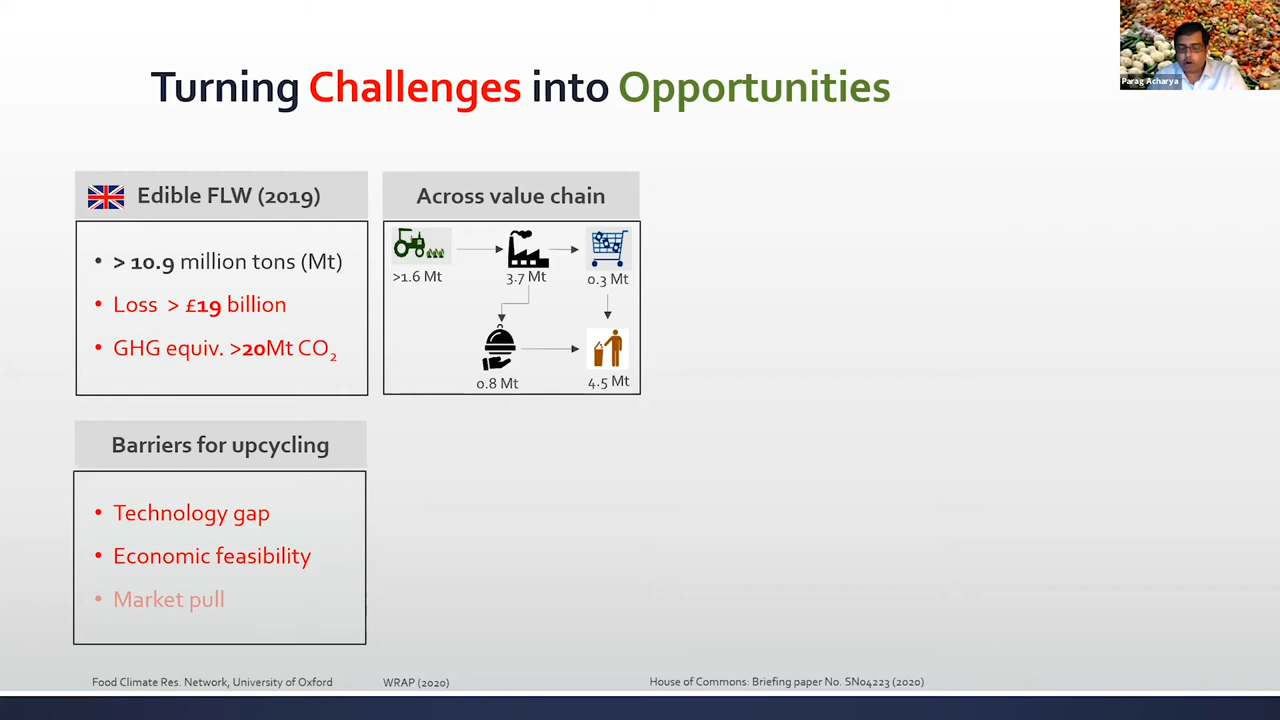 Turning Challenges into Opportunities
Parag Acharya
Edible FLW (2019)
• > 10.9 million tons (Mt)
• Loss > £19 billion
• GHG equiv. >20Mt CO₂
Across value chain
>1.6 Mt
3.7 Mt
0.3 Mt
0.8 Mt
4.5 Mt
Barriers for upcycling
• Technology gap
• Economic feasibility
• Market pull
Food Climate Res. Network, University of Oxford
WRAP (2020)
House of Commons: Briefing paper No. SN04223 (2020)